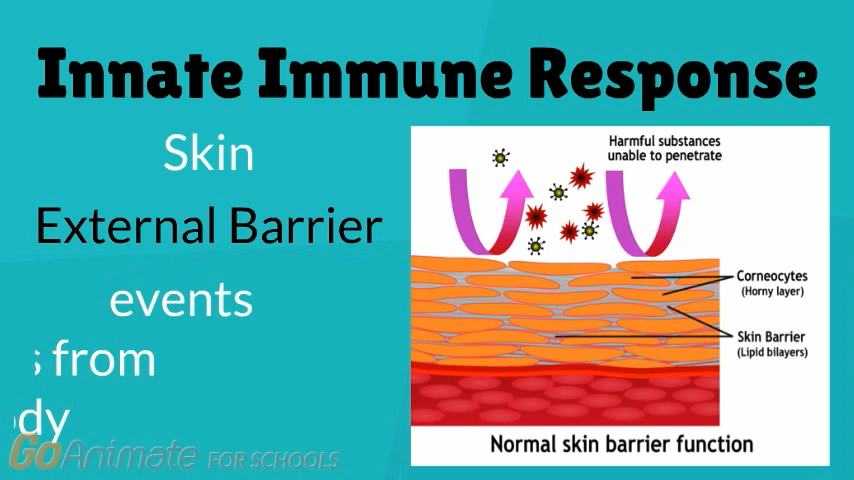 Innate Immune Response
Skin
External Barrier
events
from
Harmful substances
unable to penetrate
Corneocytes
(Horny layer)
Skin Barrier
(Lipid bilayers)
Normal skin barrier function
GoAnimate FOR SCHOOLS